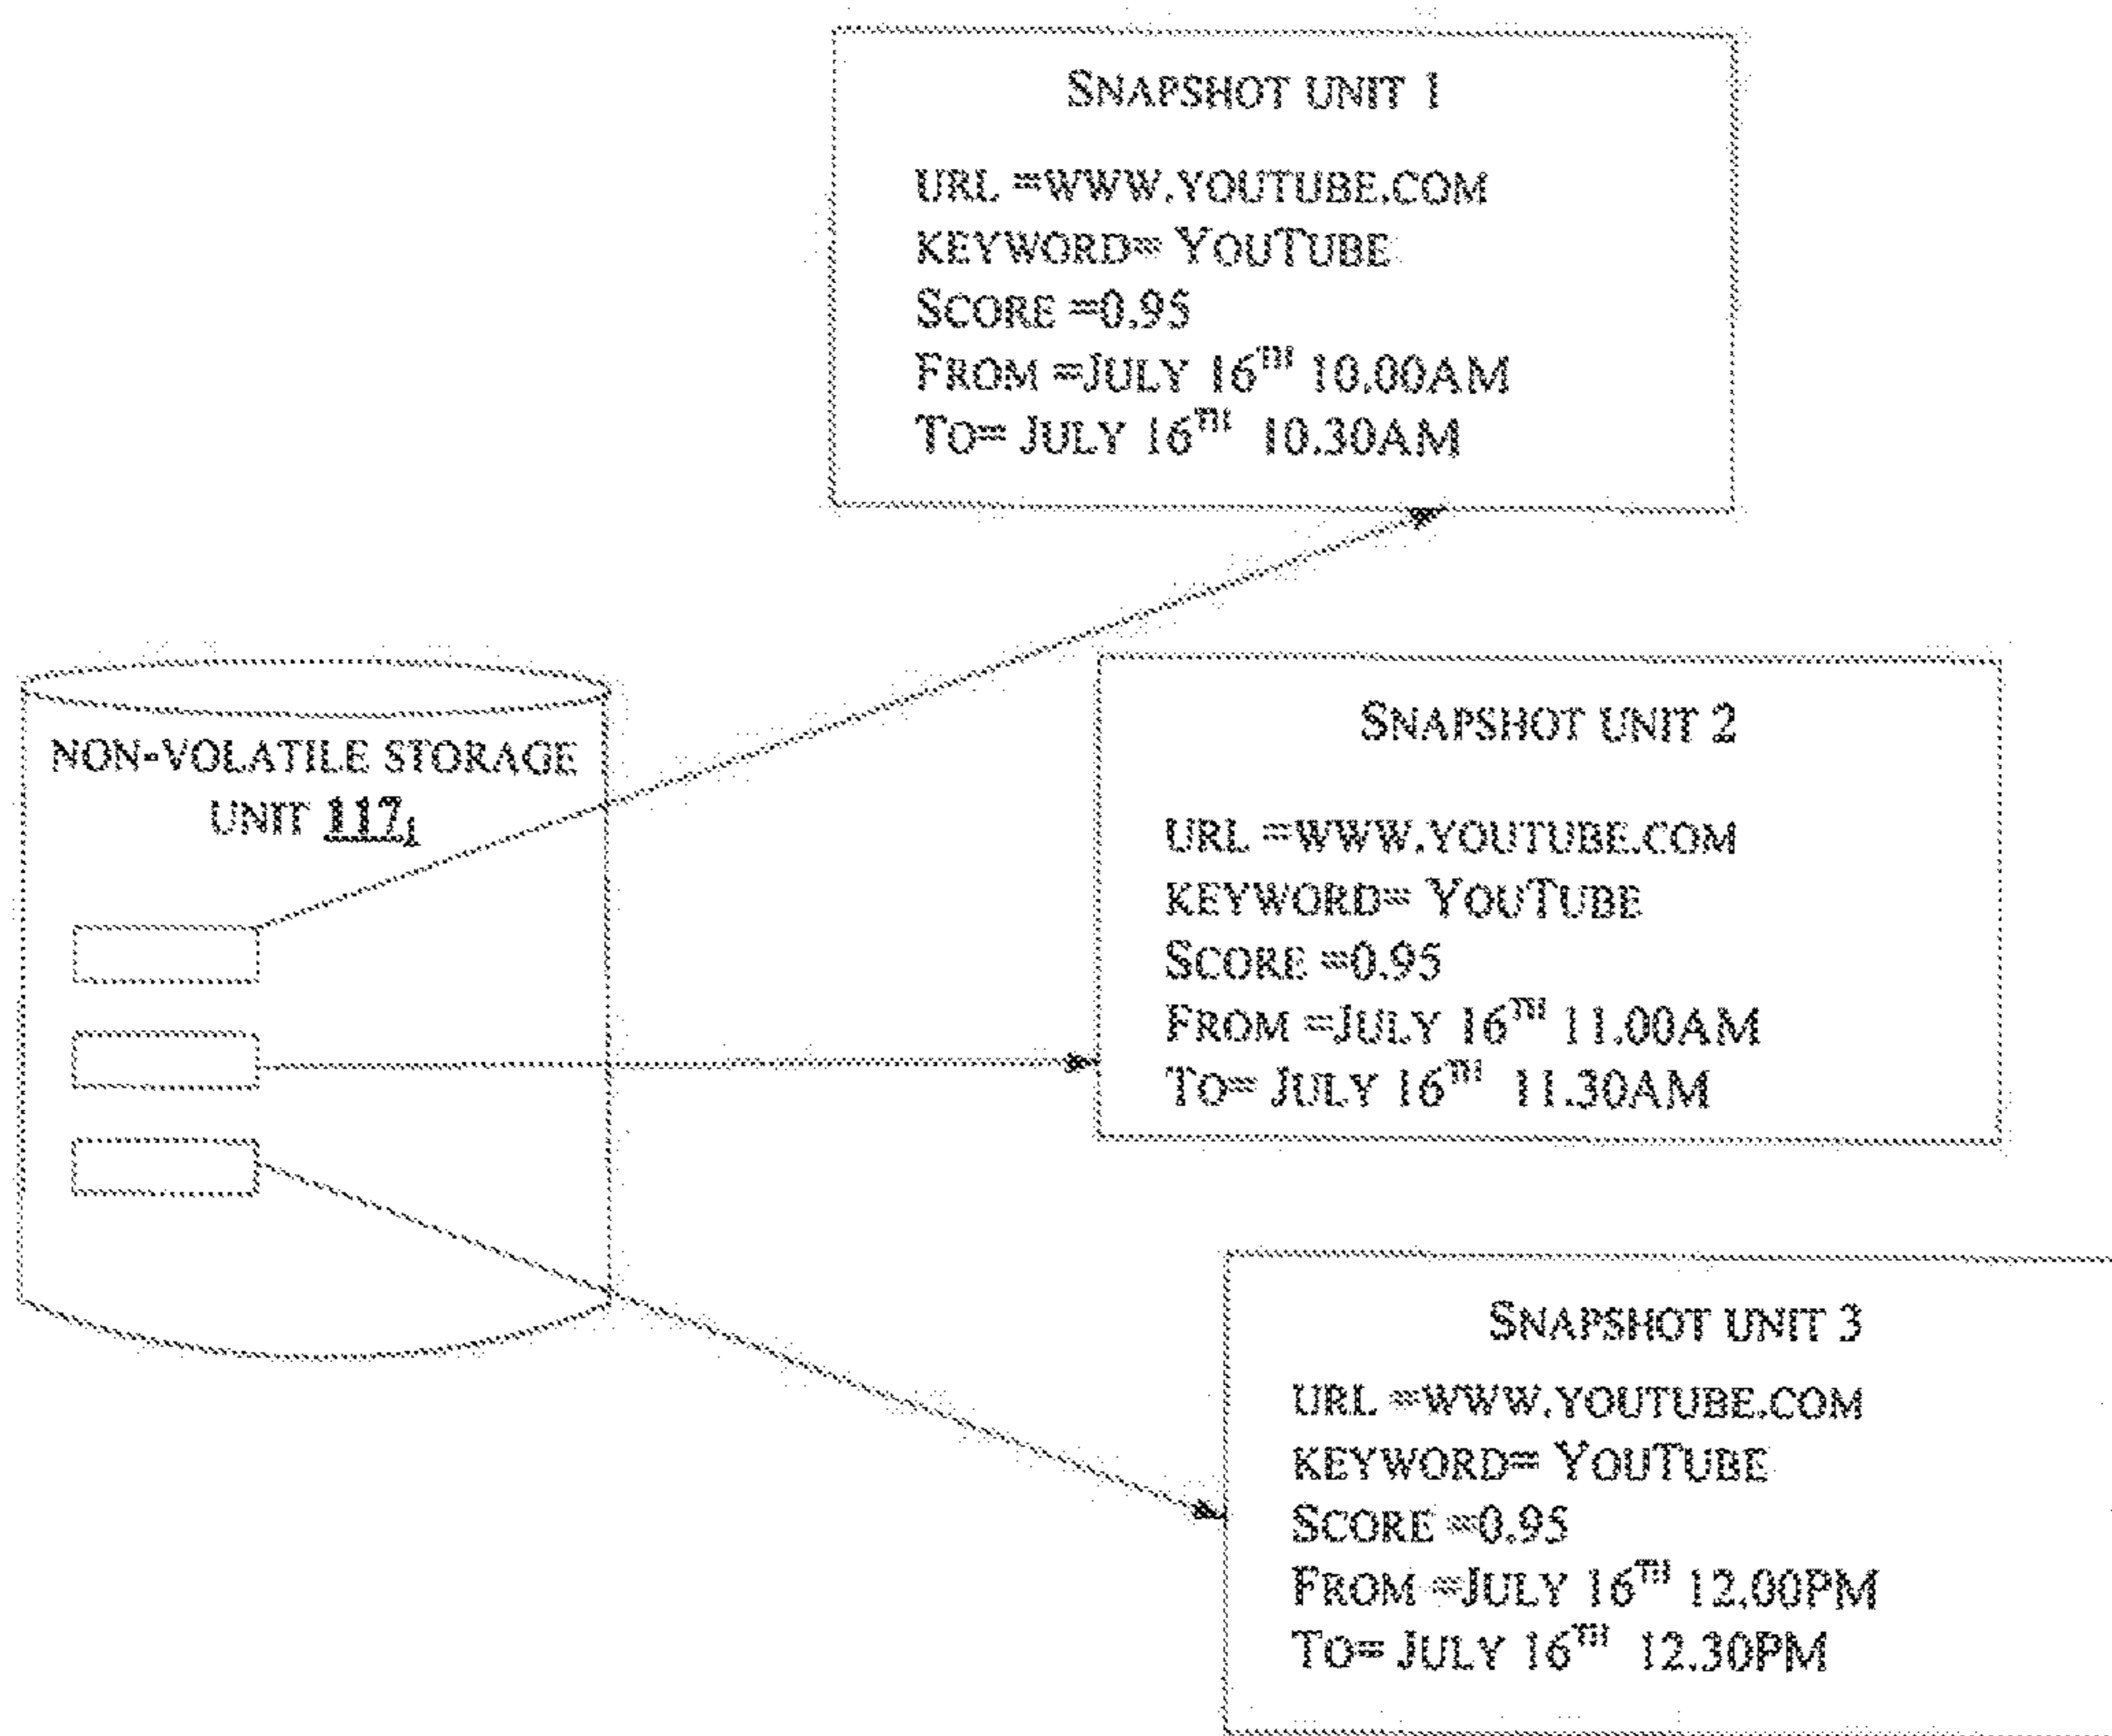 SNAPSHOT UNIT 1
URL =WWW.YOUTUBE.COM
KEYWORD= YOUTUBE
SCORE =0.95
FROM =JULY 16TH 10.00AM
TO= JULY 16TH 10.30AM
NON-VOLATILE STORAGE
UNIT 1171
SNAPSHOT UNIT 2
URL =WWW.YOUTUBE.COM
KEYWORD= YOUTUBE
SCORE =0.95
FROM =JULY 16TH 11.00AM
TO= JULY 16TH 11.30AM
SNAPSHOT UNIT 3
URL =WWW.YOUTUBE.COM
KEYWORD= YOUTUBE
SCORE =0.95
FROM =JULY 16TH 12.00PM
TO= JULY 16TH 12.30PM